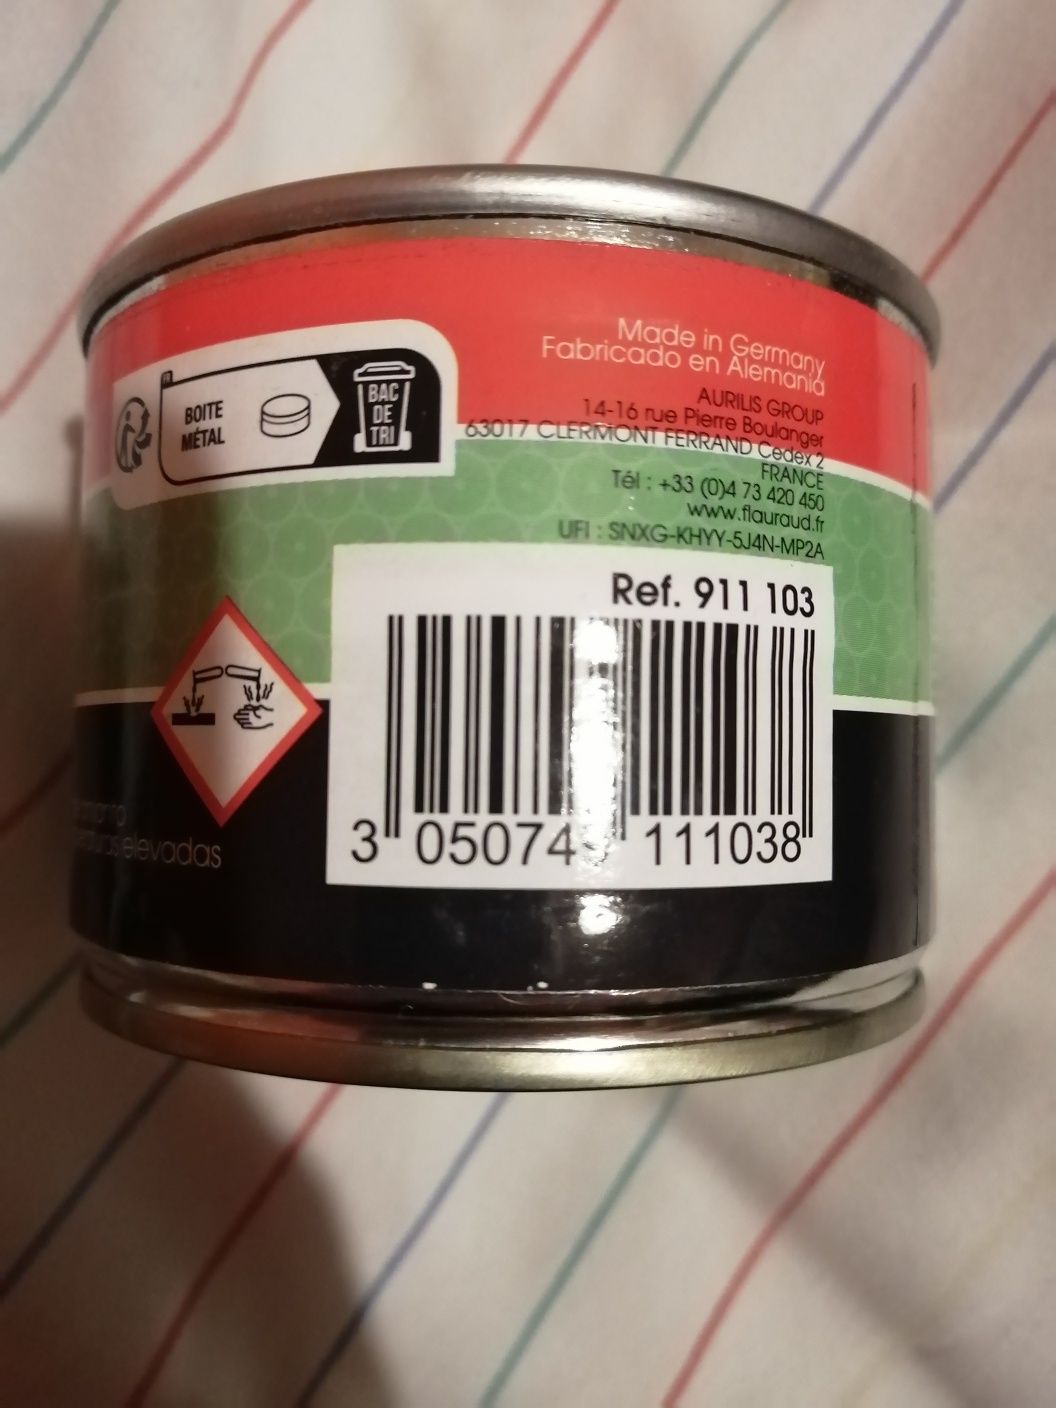 Made in Germany
Fabricado en Alemania
AURILIS GROUP
14-16 rue Pierre Boulanger
63017 CLERMONT FERRAND Cedex 2
FRANCE
Tél : +33 (0)4 73 420 450
www.flauraud.fr
UFI : SNXG-KHYY-5J4N-MP2A
FR
BOITE
MÉTAL
BAC
DE
TRI
Ref. 911 103
elevadas
3 05074 111038